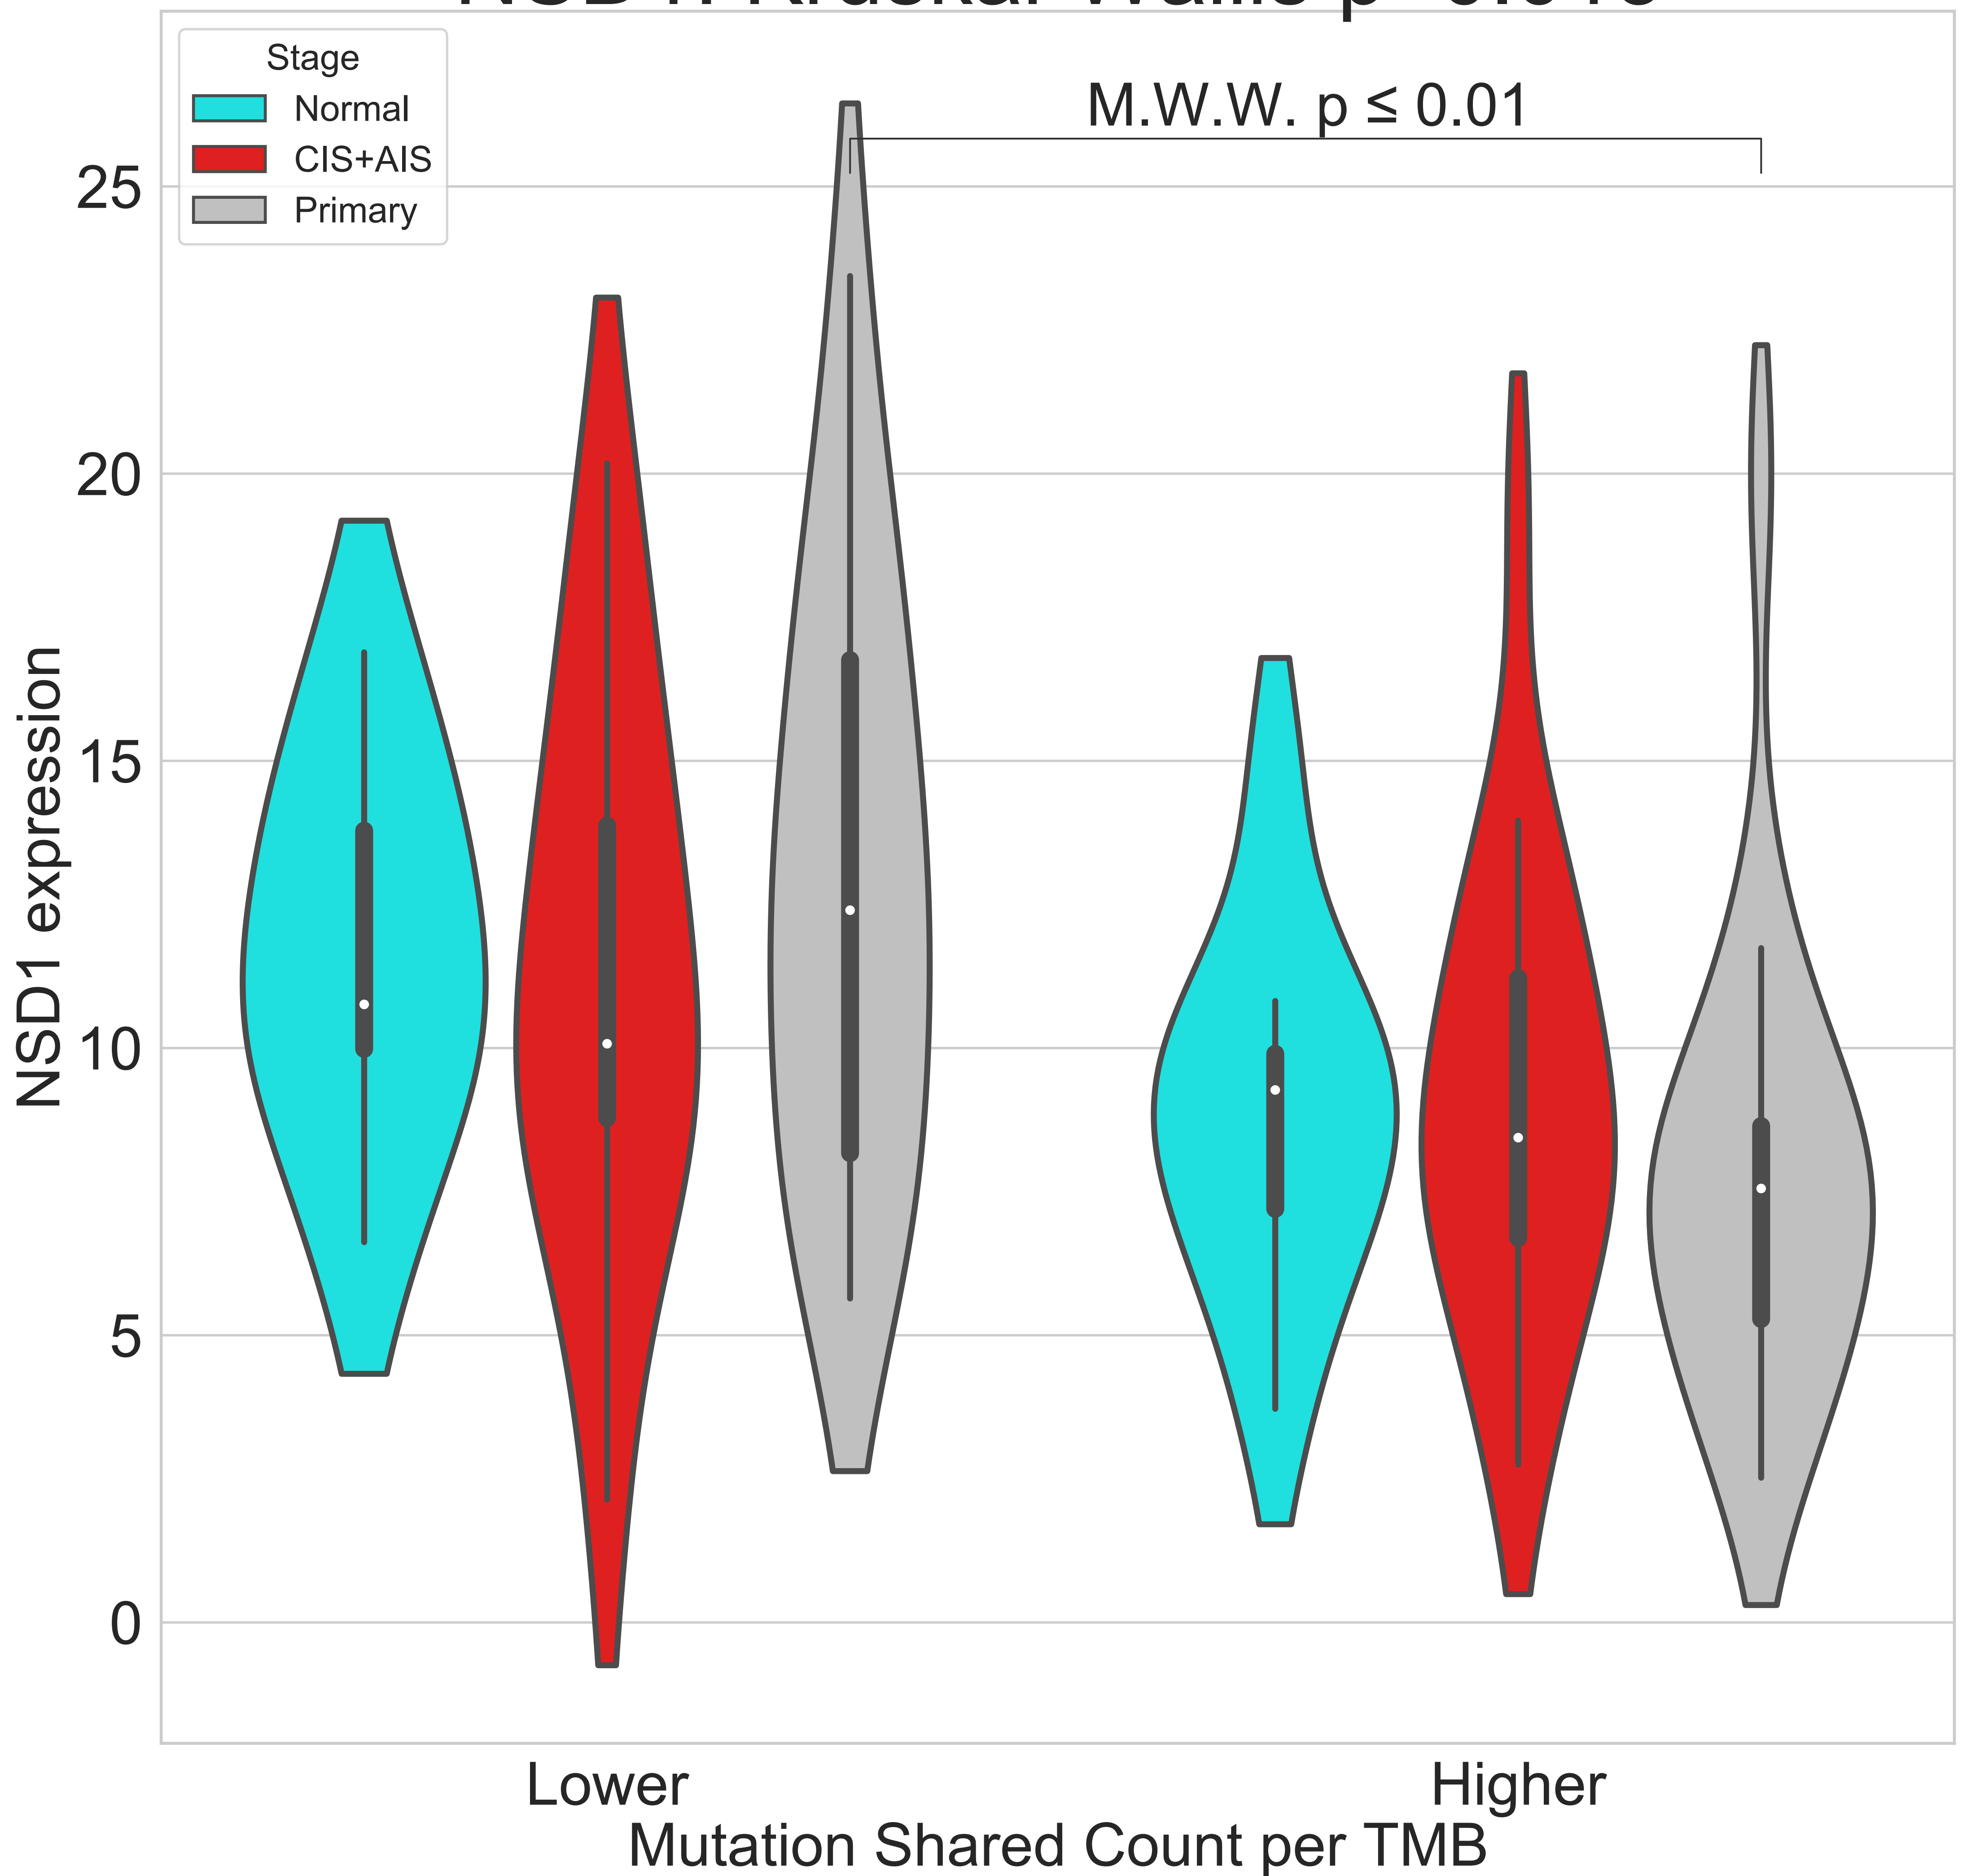 Stage
Normal
CIS+AIS
Primary
M.W.W. p ≤ 0.01
25
20
15
10
5
0
NSD1 expression
Lower
Higher
Mutation Shared Count per TMB